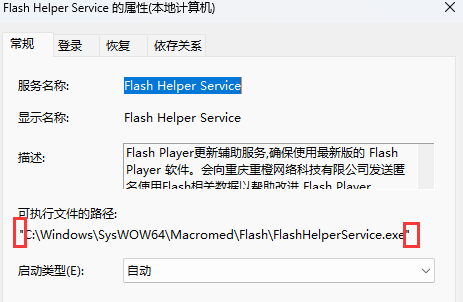 Flash Helper Service 的属性(本地计算机)
常规 登录 恢复 依存关系
服务名称: Flash Helper Service
显示名称: Flash Helper Service
描述: Flash Player更新辅助服务,确保使用最新版的 Flash
Player 软件。会向重庆重橙网络科技有限公司发送匿
名使用Flash相关数据以帮助改进 Flash Player
可执行文件的路径:
"C:\Windows\SysWOW64\Macromed\Flash\FlashHelperService.exe"
启动类型(E): 自动